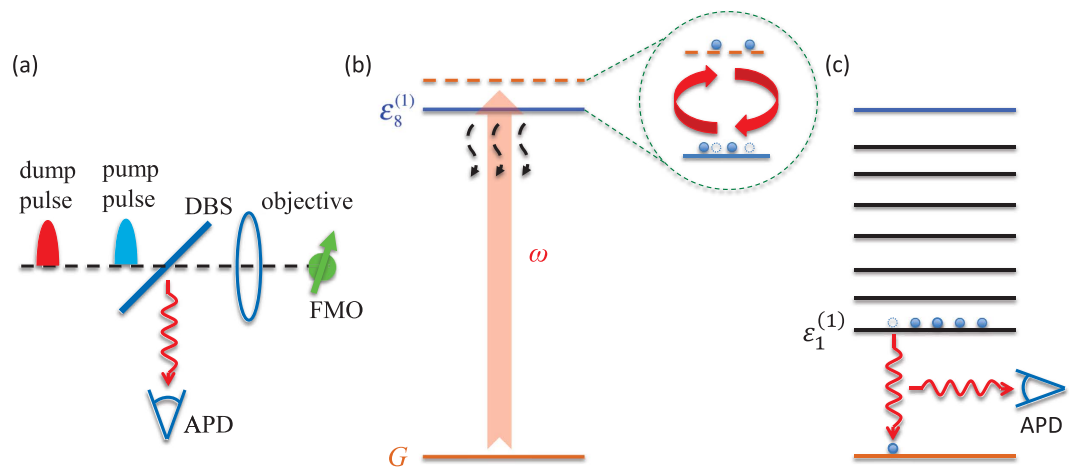 (a)
dump
pulse
pump
pulse
DBS
objective
FMO
APD
(b)
ε₈⁽¹⁾
ω
G
(c)
ε₁⁽¹⁾
APD